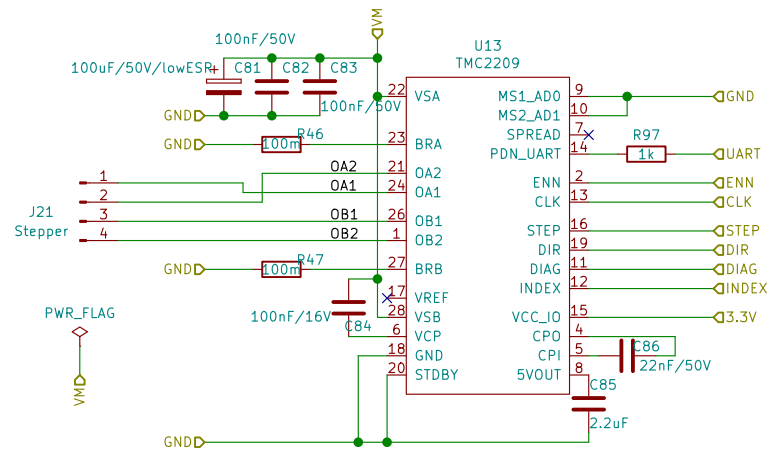 VM
U13
TMC2209
100nF/50V
100uF/50V/lowESR
+
C81
C82
C83
100nF/50V
GND
22
VSA
MS1_AD0
9
GND
MS2_AD1
10
SPREAD
7
GND
R46
100m
23
BRA
PDN_UART
14
R97
1k
UART
1
OA2
21
OA2
ENN
2
ENN
2
OA1
24
OA1
CLK
13
CLK
J21
Stepper
3
OB1
26
OB1
STEP
16
STEP
4
OB2
1
OB2
DIR
19
DIR
GND
R47
100m
27
BRB
DIAG
11
DIAG
INDEX
12
INDEX
17
VREF
100nF/16V
C84
28
VSB
VCC_IO
15
3.3V
PWR_FLAG
VM
6
VCP
CPO
4
C86
22nF/50V
18
GND
CPI
5
20
STDBY
5VOUT
8
C85
2.2uF
GND